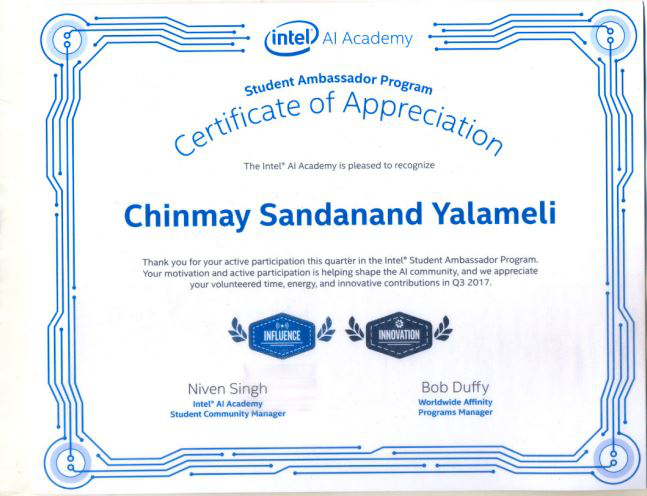 intel AI Academy
Student Ambassador Program
Certificate of Appreciation
The Intel® AI Academy is pleased to recognize
Chinmay Sandanand Yalameli
Thank you for your active participation this quarter in the Intel® Student Ambassador Program.
Your motivation and active participation is helping shape the AI community, and we appreciate
your volunteered time, energy, and innovative contributions in Q3 2017.
INFLUENCE INNOVATION
Niven Singh
Intel® AI Academy
Student Community Manager
Bob Duffy
Worldwide Affinity
Programs Manager